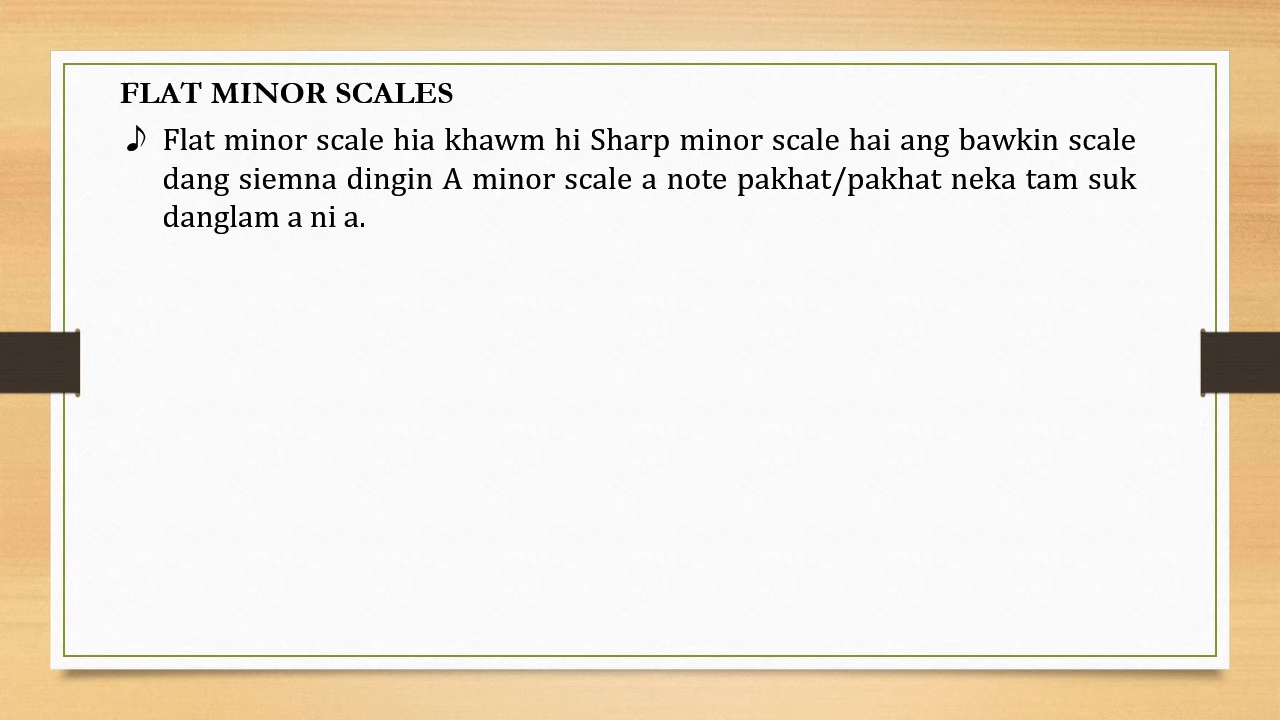 FLAT MINOR SCALES
♪ Flat minor scale hia khawm hi Sharp minor scale hai ang bawkin scale
dang siemna dingin A minor scale a note pakhat/pakhat neka tam suk
danglam a ni a.